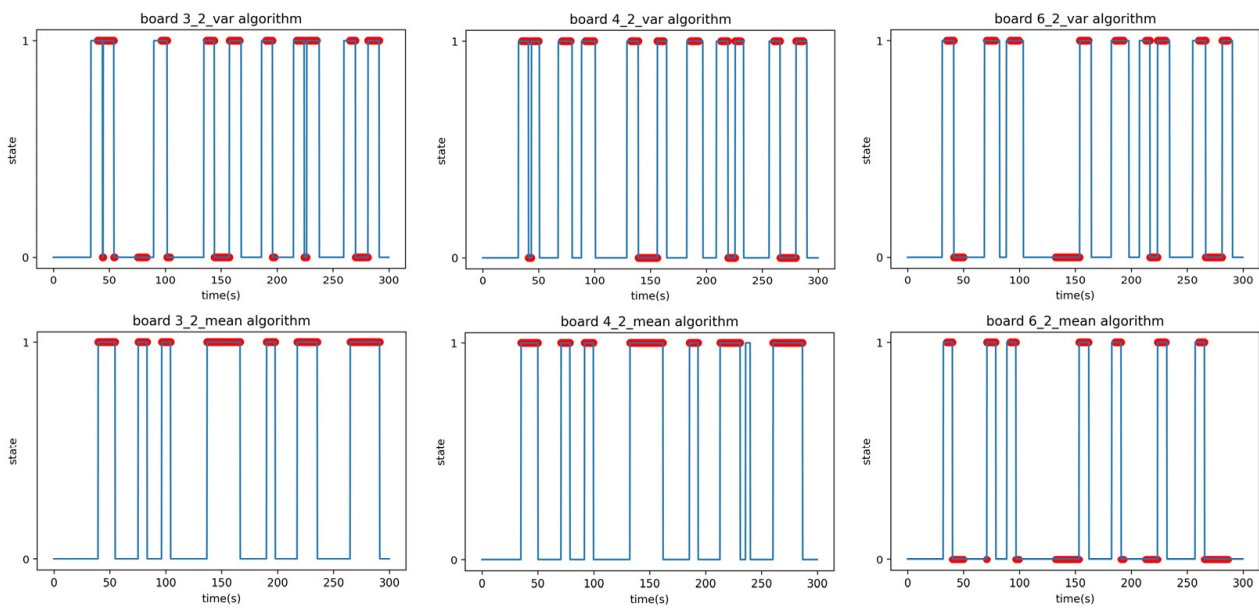 board 3_2_var algorithm
state
1
0
0 50 100 150 200 250 300
time(s)
board 4_2_var algorithm
state
1
0
0 50 100 150 200 250 300
time(s)
board 6_2_var algorithm
state
1
0
0 50 100 150 200 250 300
time(s)
board 3_2_mean algorithm
state
1
0
0 50 100 150 200 250 300
time(s)
board 4_2_mean algorithm
state
1
0
0 50 100 150 200 250 300
time(s)
board 6_2_mean algorithm
state
1
0
0 50 100 150 200 250 300
time(s)